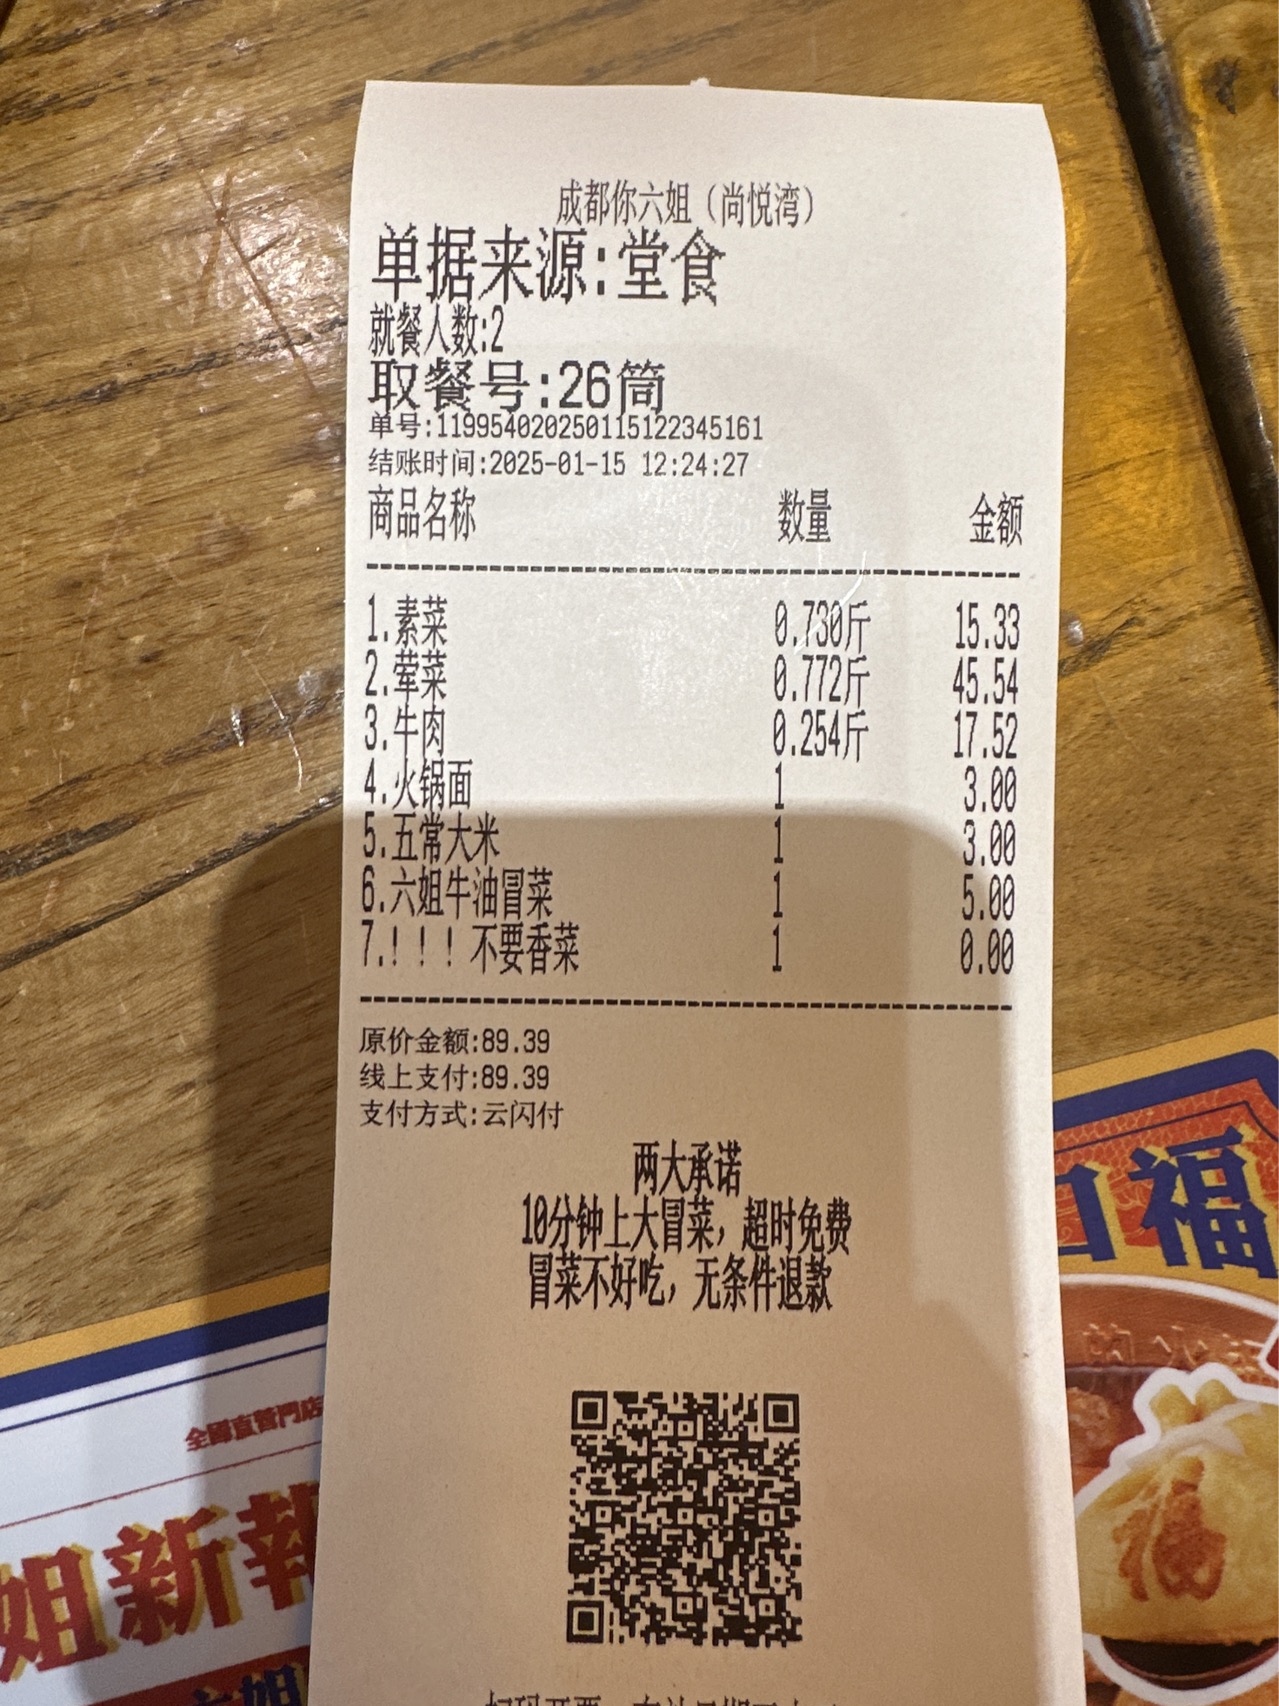 成都你六姐（尚悦湾）
单据来源:堂食
就餐人数:2
取餐号:26筒
单号:119954020250115122345161
结账时间:2025-01-15 12:24:27
商品名称 数量 金额
1.素菜 0.730斤 15.33
2.荤菜 0.772斤 45.54
3.牛肉 0.254斤 17.52
4.火锅面 1 3.00
5.五常大米 1 3.00
6.六姐牛油冒菜 1 5.00
7.！！！不要香菜 1 0.00
原价金额:89.39
线上支付:89.39
支付方式:云闪付
两大承诺
10分钟上大冒菜，超时免费
冒菜不好吃，无条件退款
口福
福
全國直營門店
姐新